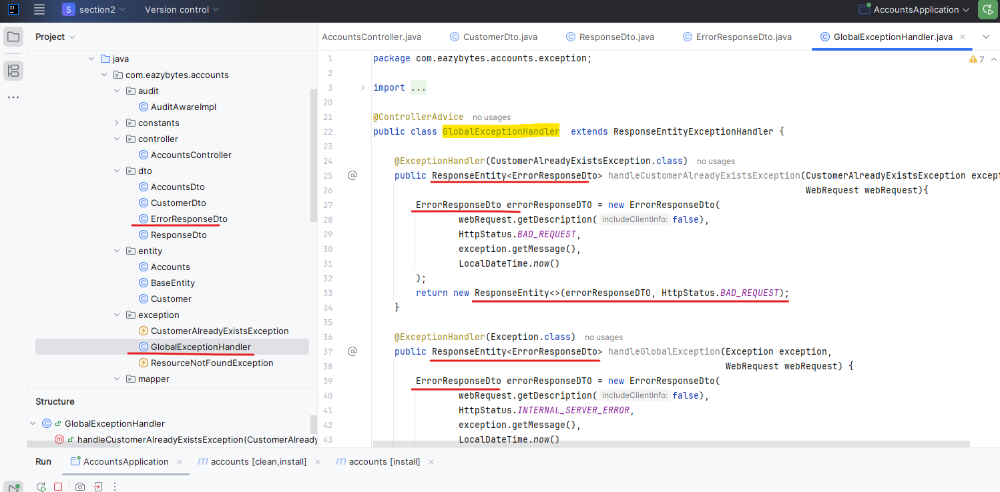 S section2 Version control AccountsApplication
Project
AccountsController.java CustomerDto.java ResponseDto.java ErrorResponseDto.java GlobalExceptionHandler.java
java
com.eazybytes.accounts
audit
AuditAwareImpl
constants
controller
AccountsController
dto
AccountsDto
CustomerDto
ErrorResponseDto
ResponseDto
entity
Accounts
BaseEntity
Customer
exception
CustomerAlreadyExistsException
GlobalExceptionHandler
ResourceNotFoundException
mapper
Structure
GlobalExceptionHandler
handleCustomerAlreadyExistsException(CustomerAlready
7
1 package com.eazybytes.accounts.exception;
2
3 import ...
20
21 @ControllerAdvice no usages
22 public class GlobalExceptionHandler extends ResponseEntityExceptionHandler {
23
24 @ExceptionHandler(CustomerAlreadyExistsException.class) no usages
25 public ResponseEntity<ErrorResponseDto> handleCustomerAlreadyExistsException(CustomerAlreadyExistsException excep
26 WebRequest webRequest){
27 ErrorResponseDto errorResponseDTO = new ErrorResponseDto(
28 webRequest.getDescription( includeClientInfo: false),
29 HttpStatus.BAD_REQUEST,
30 exception.getMessage(),
31 LocalDateTime.now()
32 );
33 return new ResponseEntity<>(errorResponseDTO, HttpStatus.BAD_REQUEST);
34 }
35
36 @ExceptionHandler(Exception.class) no usages
37 public ResponseEntity<ErrorResponseDto> handleGlobalException(Exception exception,
38 WebRequest webRequest) {
39 ErrorResponseDto errorResponseDTO = new ErrorResponseDto(
40 webRequest.getDescription( includeClientInfo: false),
41 HttpStatus.INTERNAL_SERVER_ERROR,
42 exception.getMessage(),
43 LocalDateTime.now()
Run AccountsApplication accounts [clean,install] accounts [install]